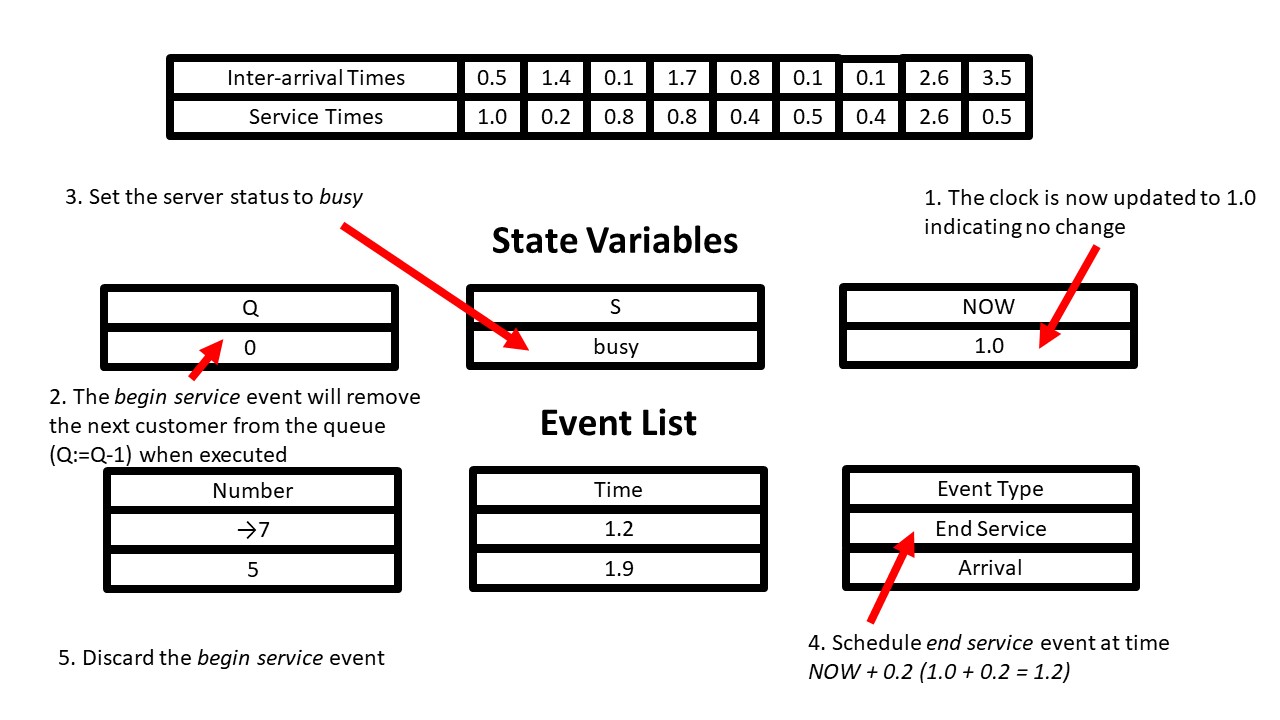 Inter-arrival Times 0.5 1.4 0.1 1.7 0.8 0.1 0.1 2.6 3.5
Service Times 1.0 0.2 0.8 0.8 0.4 0.5 0.4 2.6 0.5
3. Set the server status to busy
1. The clock is now updated to 1.0
indicating no change
State Variables
Q S NOW
0 busy 1.0
2. The begin service event will remove
the next customer from the queue
(Q:=Q-1) when executed
Event List
Number Time Event Type
→7 1.2 End Service
5 1.9 Arrival
4. Schedule end service event at time
NOW + 0.2 (1.0 + 0.2 = 1.2)
5. Discard the begin service event